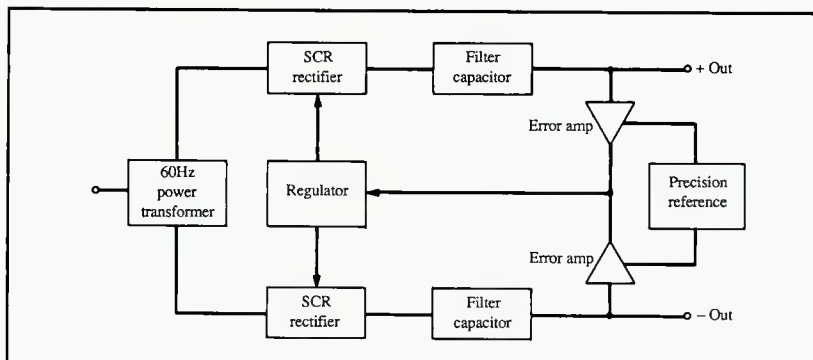 SCR
rectifier
Filter
capacitor
+ Out
Error amp
60Hz
power
transformer
Regulator
Precision
reference
Error amp
SCR
rectifier
Filter
capacitor
– Out